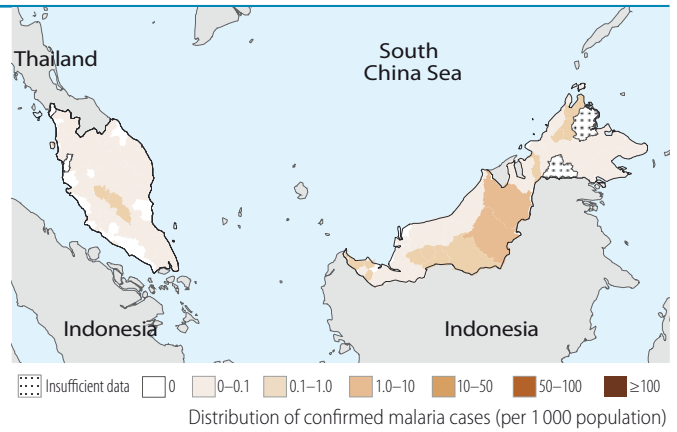 South
China Sea
Thailand
Indonesia
Indonesia
Insufficient data 0 0–0.1 0.1–1.0 1.0–10 10–50 50–100 ≥100
Distribution of confirmed malaria cases (per 1 000 population)